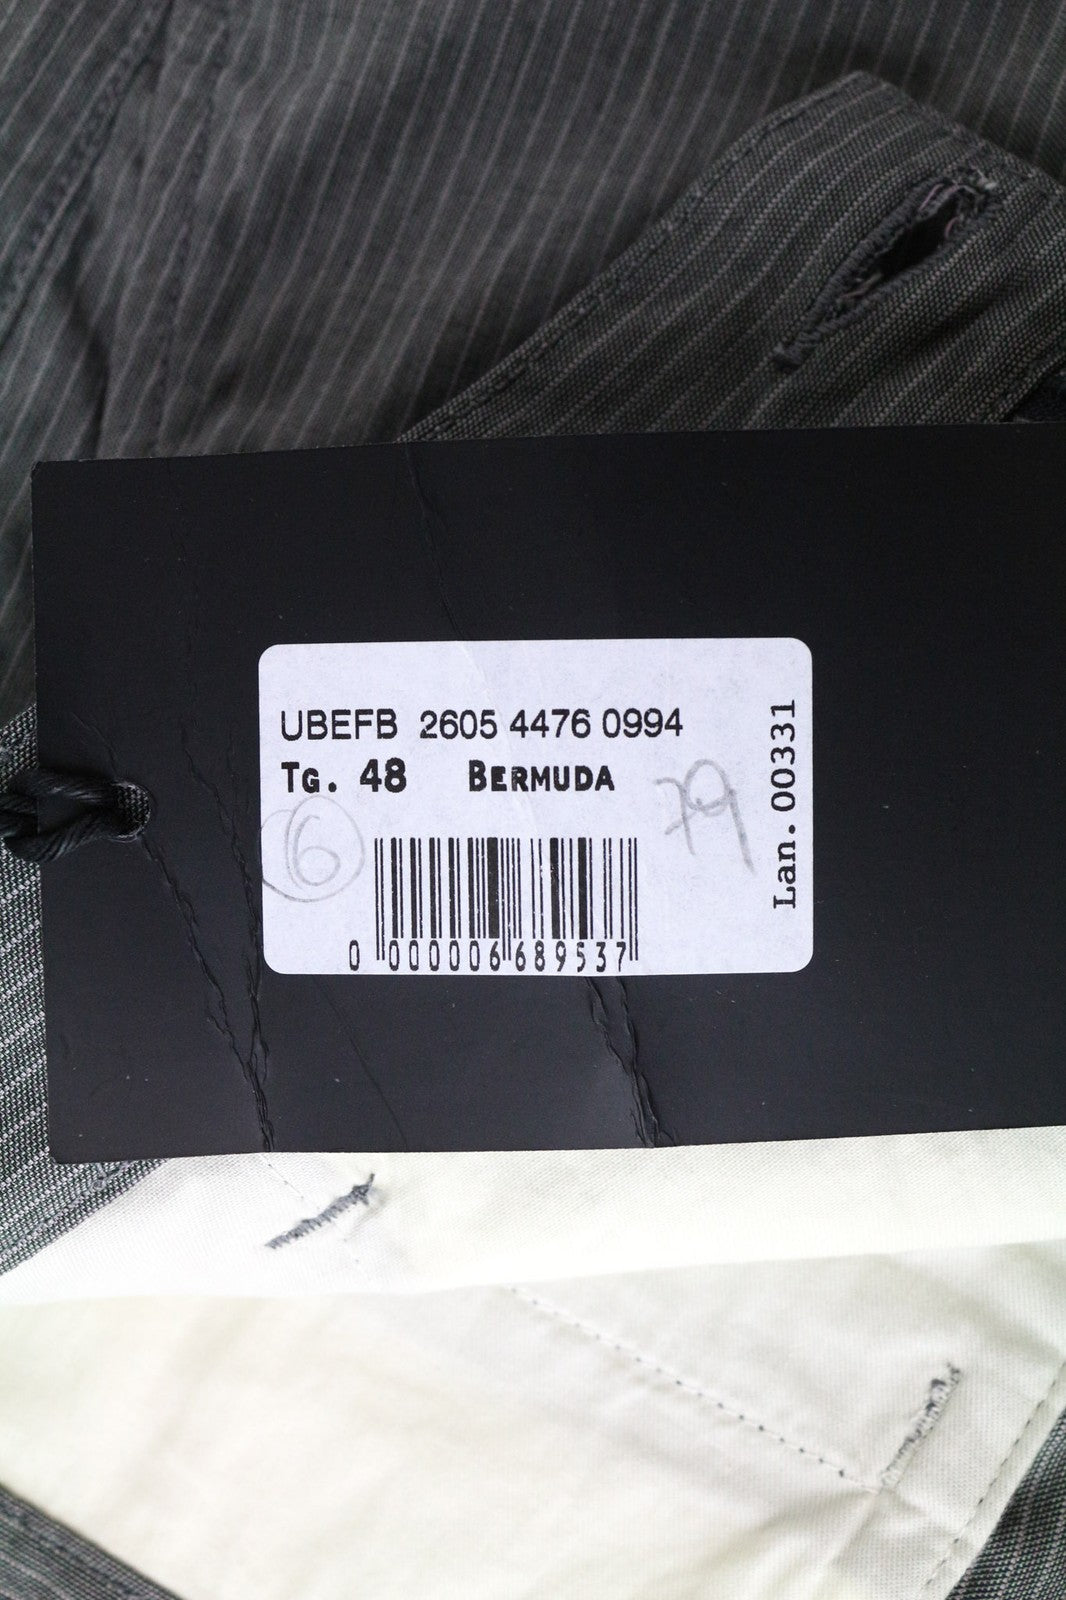 UBEFB 2605 4476 0994
TG. 48 BERMUDA
6
79
0 000006 689537
Lan. 00331